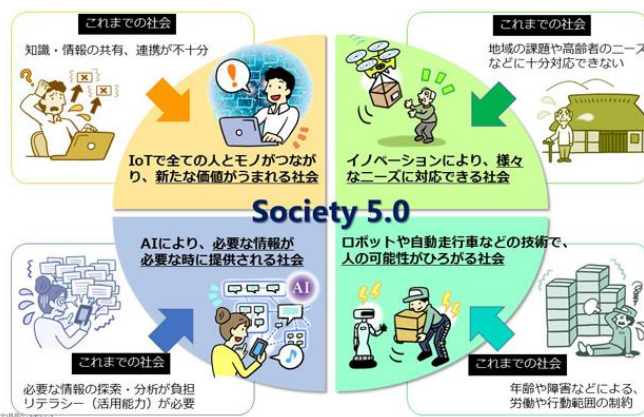 これまでの社会
知識・情報の共有、連携が不十分
IoTで全ての人とモノがつなが
り、新たな価値がうまれる社会
これまでの社会
地域の課題や高齢者のニーズ
などに十分対応できない
イノベーションにより、様々
なニーズに対応できる社会
Society 5.0
AIにより、必要な情報が
必要な時に提供される社会
AI
これまでの社会
必要な情報の探索・分析が負担
リテラシー（活用能力）が必要
ロボットや自動走行車などの技術で、
人の可能性がひろがる社会
これまでの社会
年齢や障害などによる、
労働や行動範囲の制約